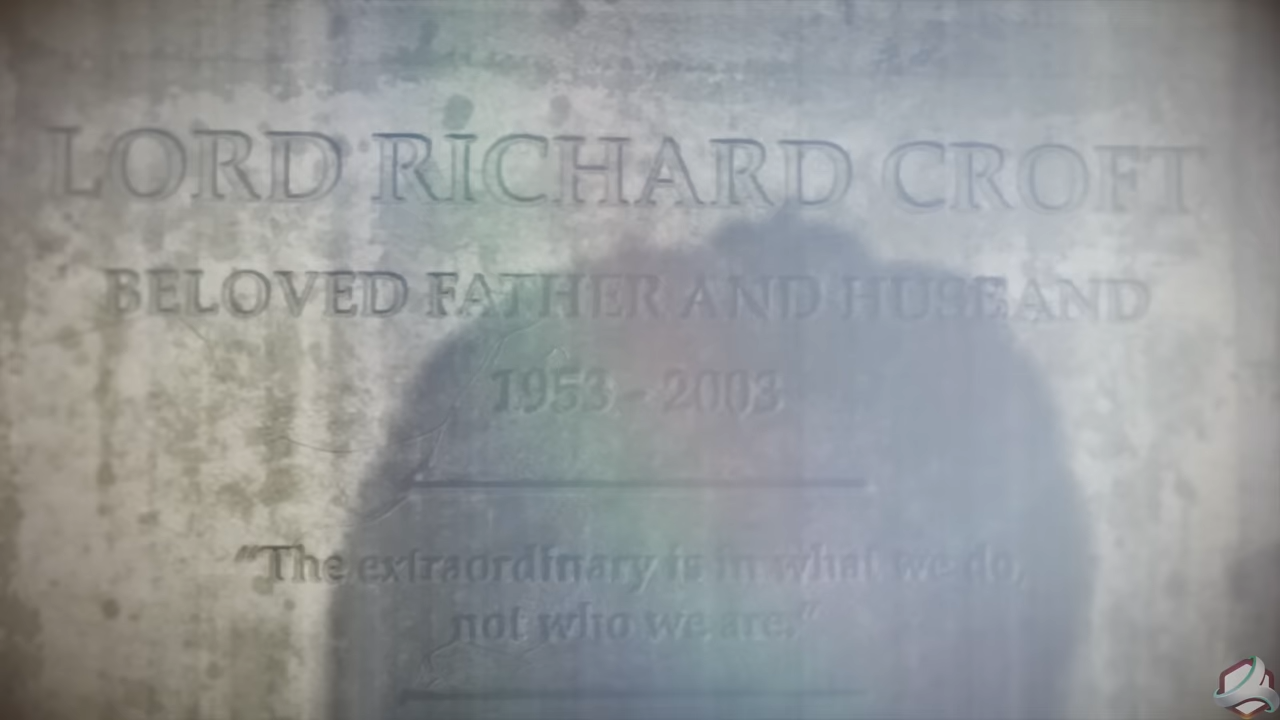 LORD RICHARD CROFT
BELOVED FATHER AND HUSBAND
1953 - 2003
“The extraordinary is in what we do,
not who we are.”